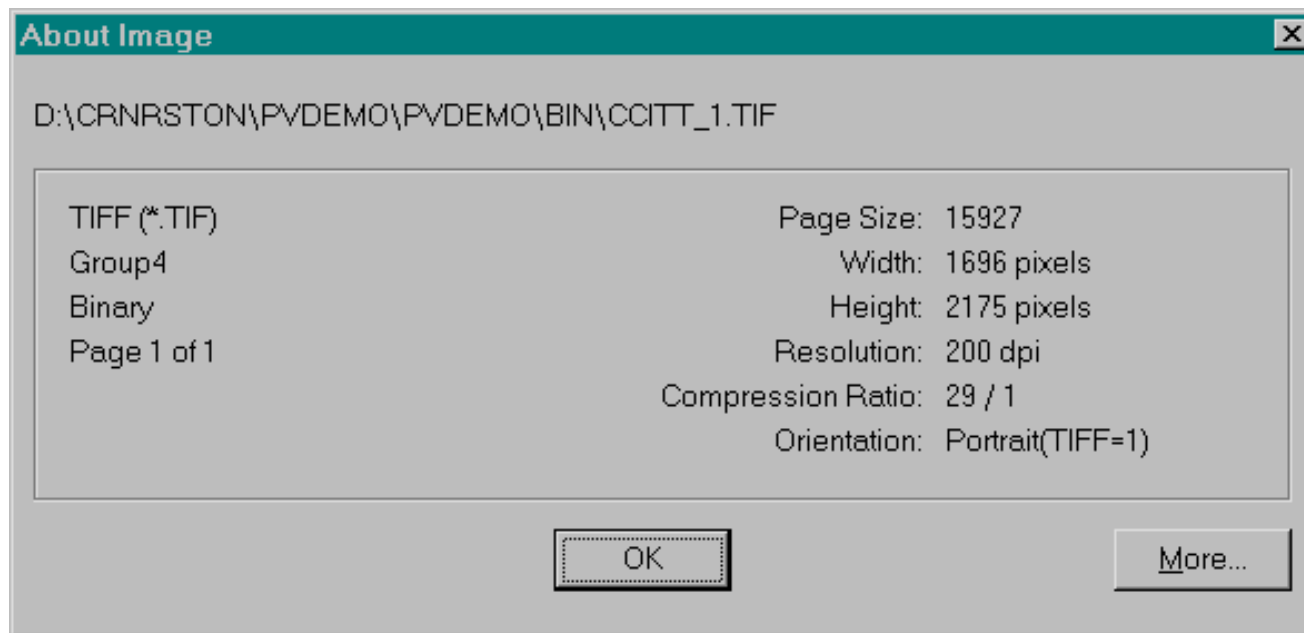 About Image
D:\CRNRSTON\PVDEMO\PVDEMO\BIN\CCITT_1.TIF
TIFF (*.TIF)
Group4
Binary
Page 1 of 1
Page Size: 15927
Width: 1696 pixels
Height: 2175 pixels
Resolution: 200 dpi
Compression Ratio: 29 / 1
Orientation: Portrait(TIFF=1)
OK
More...